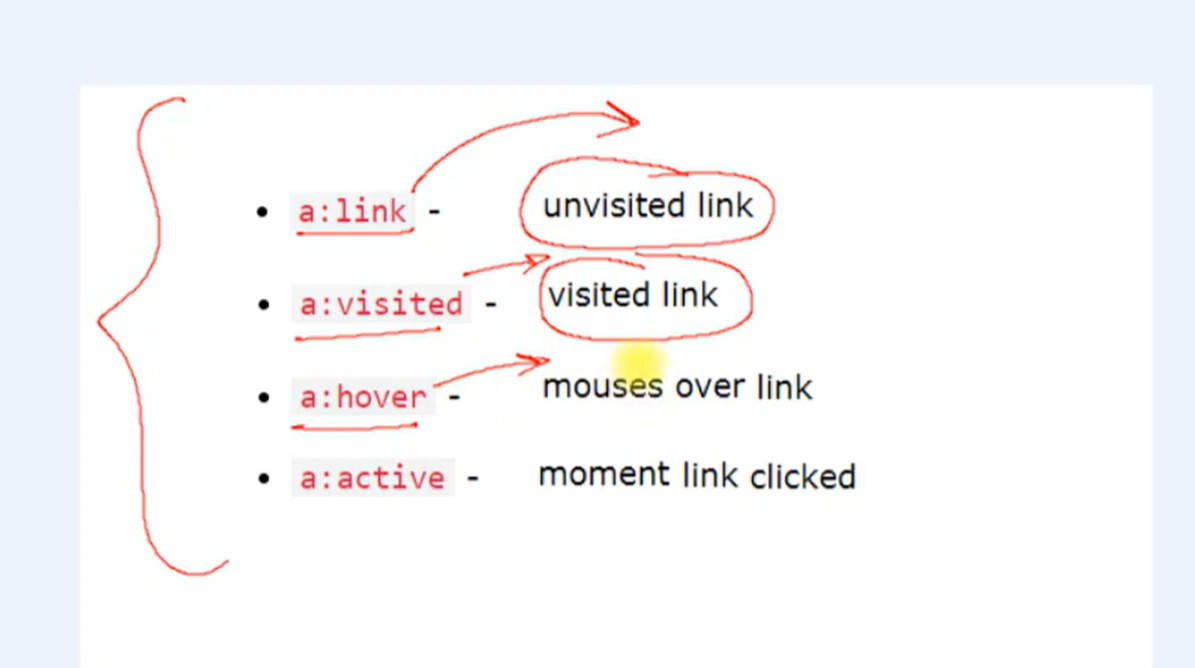 • a:link - unvisited link
• a:visited - visited link
• a:hover - mouses over link
• a:active - moment link clicked